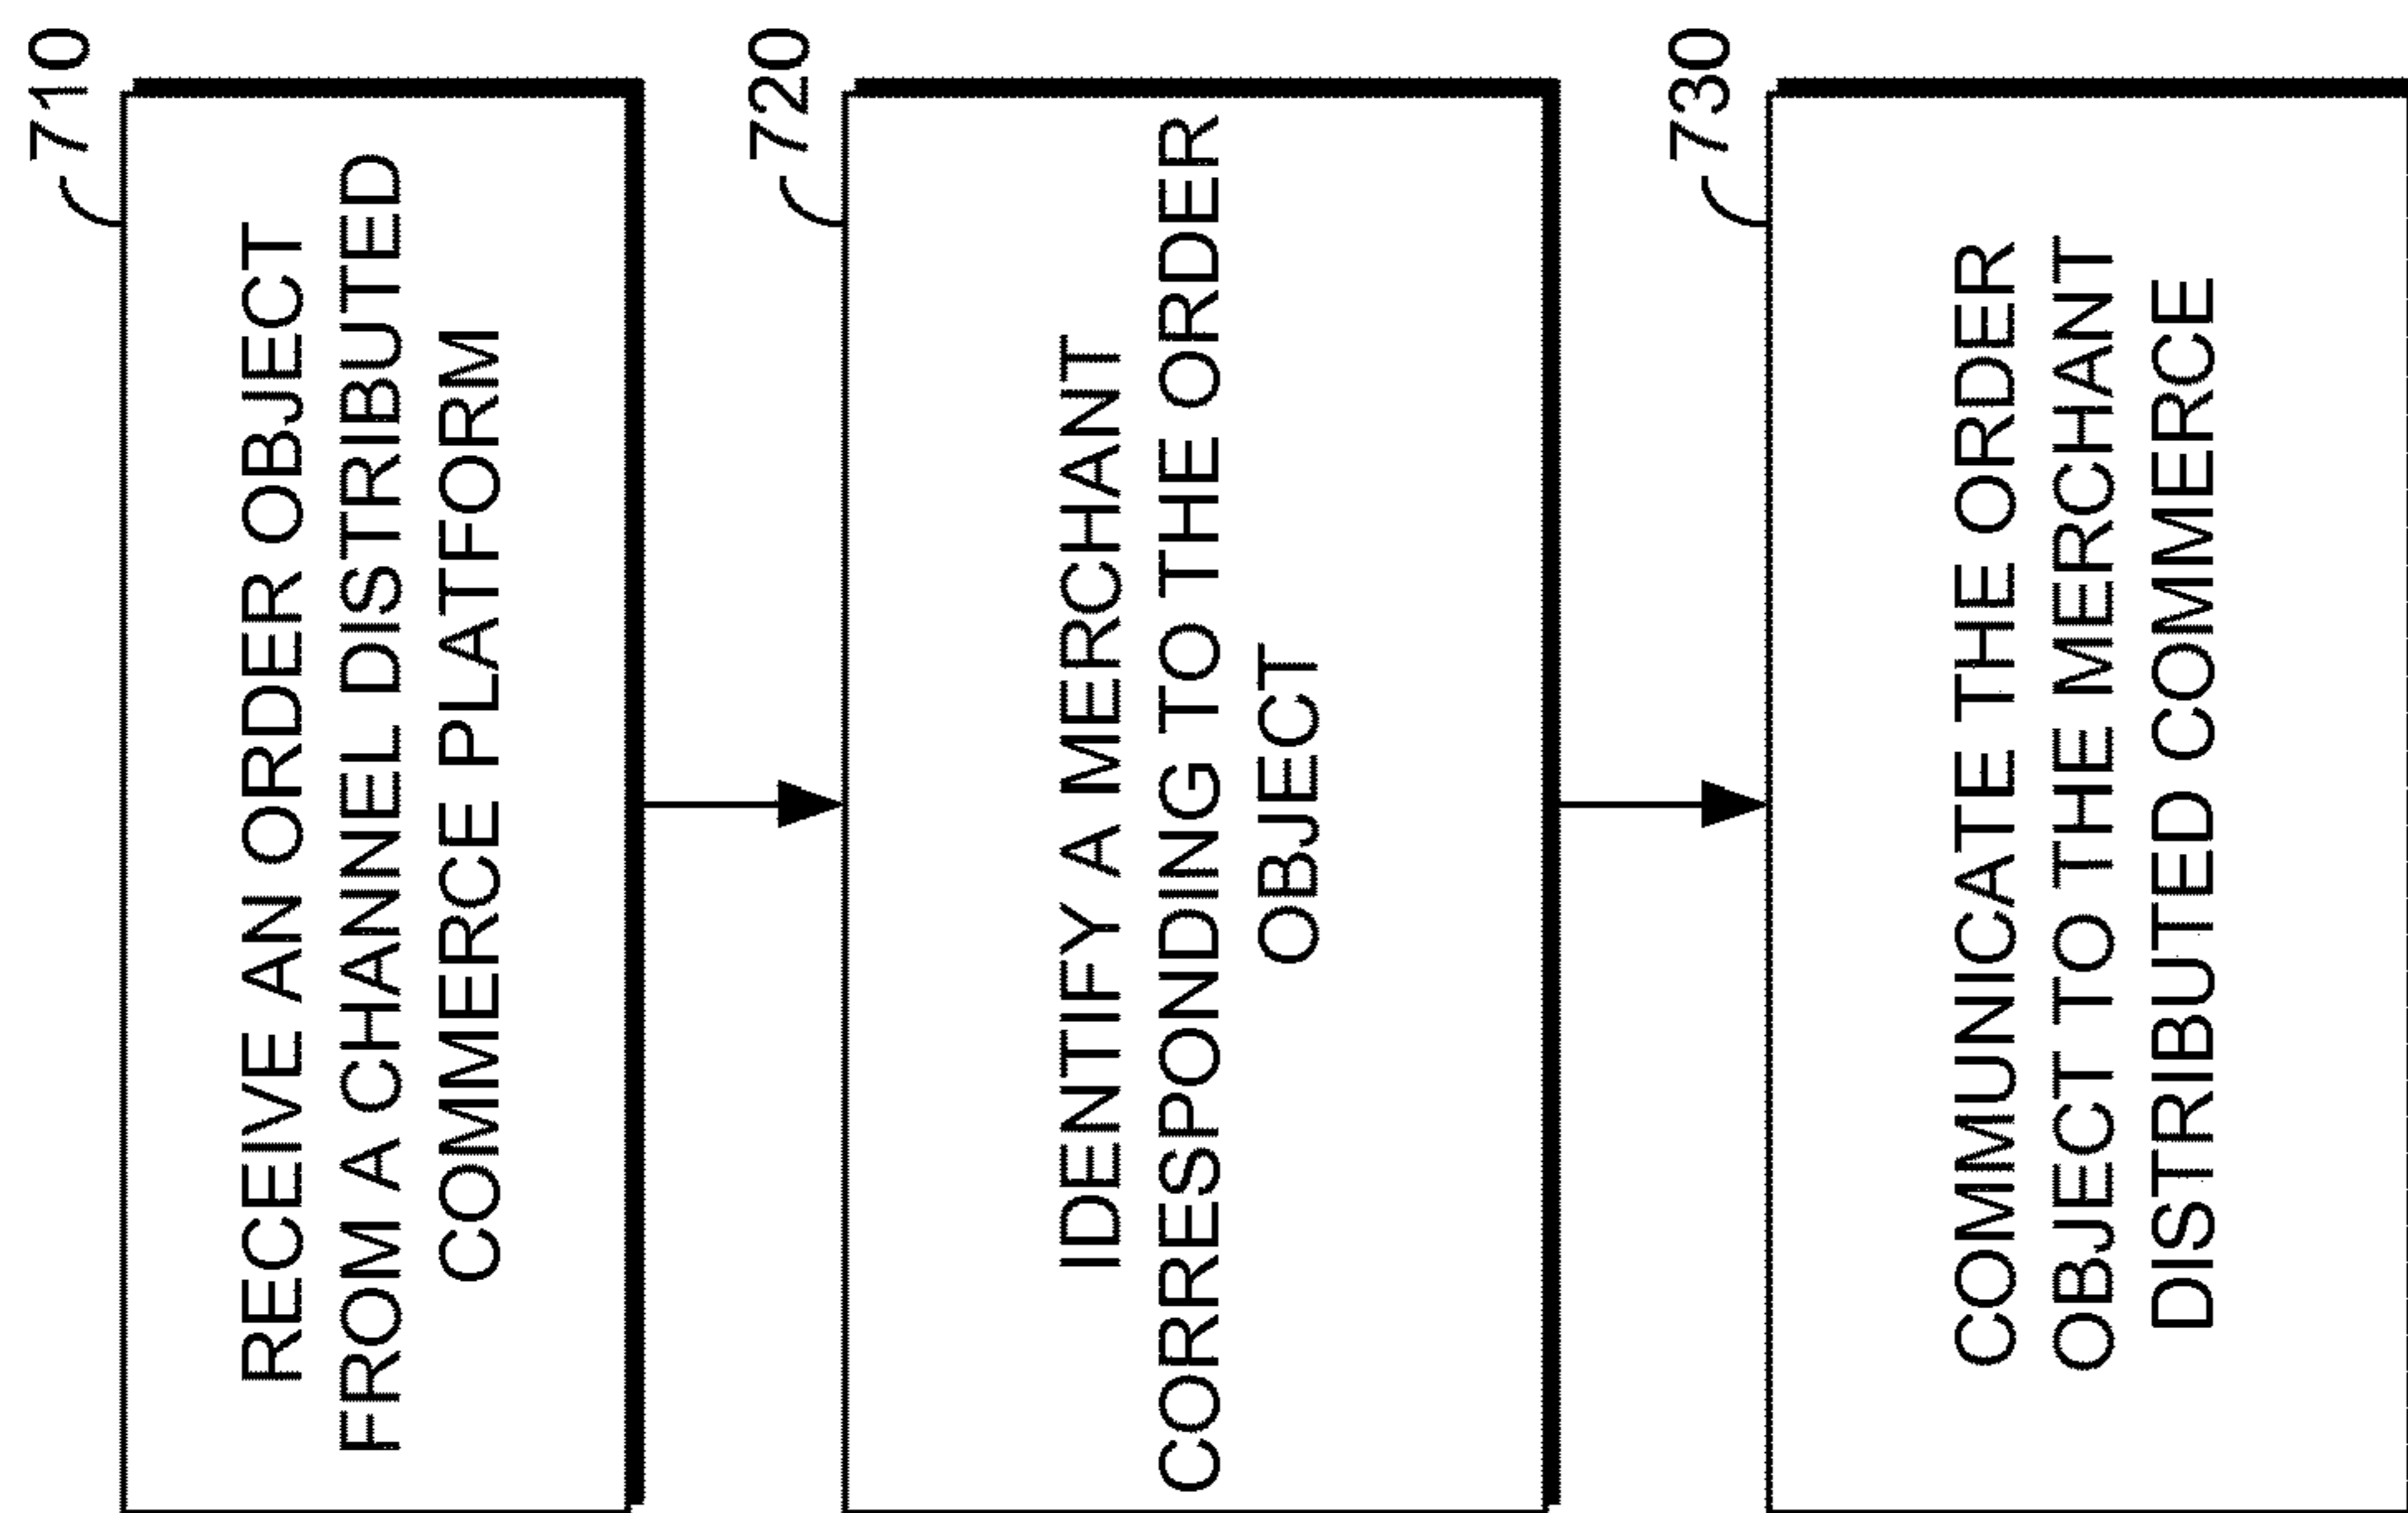 710
RECEIVE AN ORDER OBJECT
FROM A CHANNEL DISTRIBUTED
COMMERCE PLATFORM
720
IDENTIFY A MERCHANT
CORRESPONDING TO THE ORDER
OBJECT
730
COMMUNICATE THE ORDER
OBJECT TO THE MERCHANT
DISTRIBUTED COMMERCE